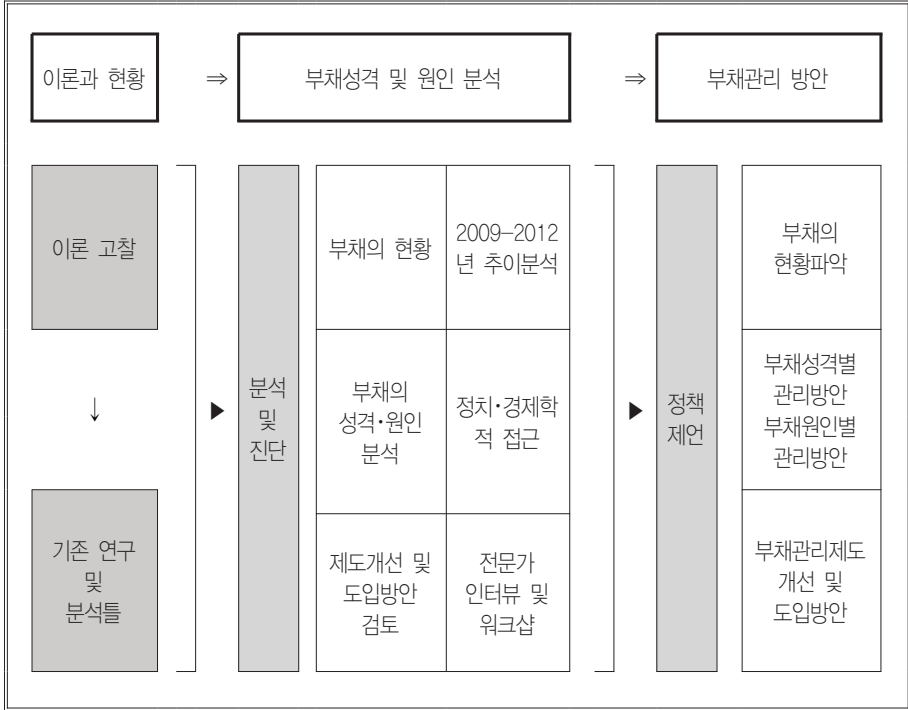 이론과 현황
⇒
부채성격 및 원인 분석
⇒
부채관리 방안
이론 고찰
↓
기존 연구
및
분석틀
▶
분석
및
진단
부채의 현황
2009-2012
년 추이분석
부채의
성격·원인
분석
정치·경제학
적 접근
제도개선 및
도입방안
검토
전문가
인터뷰 및
워크샵
▶
정책
제언
부채의
현황파악
부채성격별
관리방안
부채원인별
관리방안
부채관리제도
개선 및
도입방안